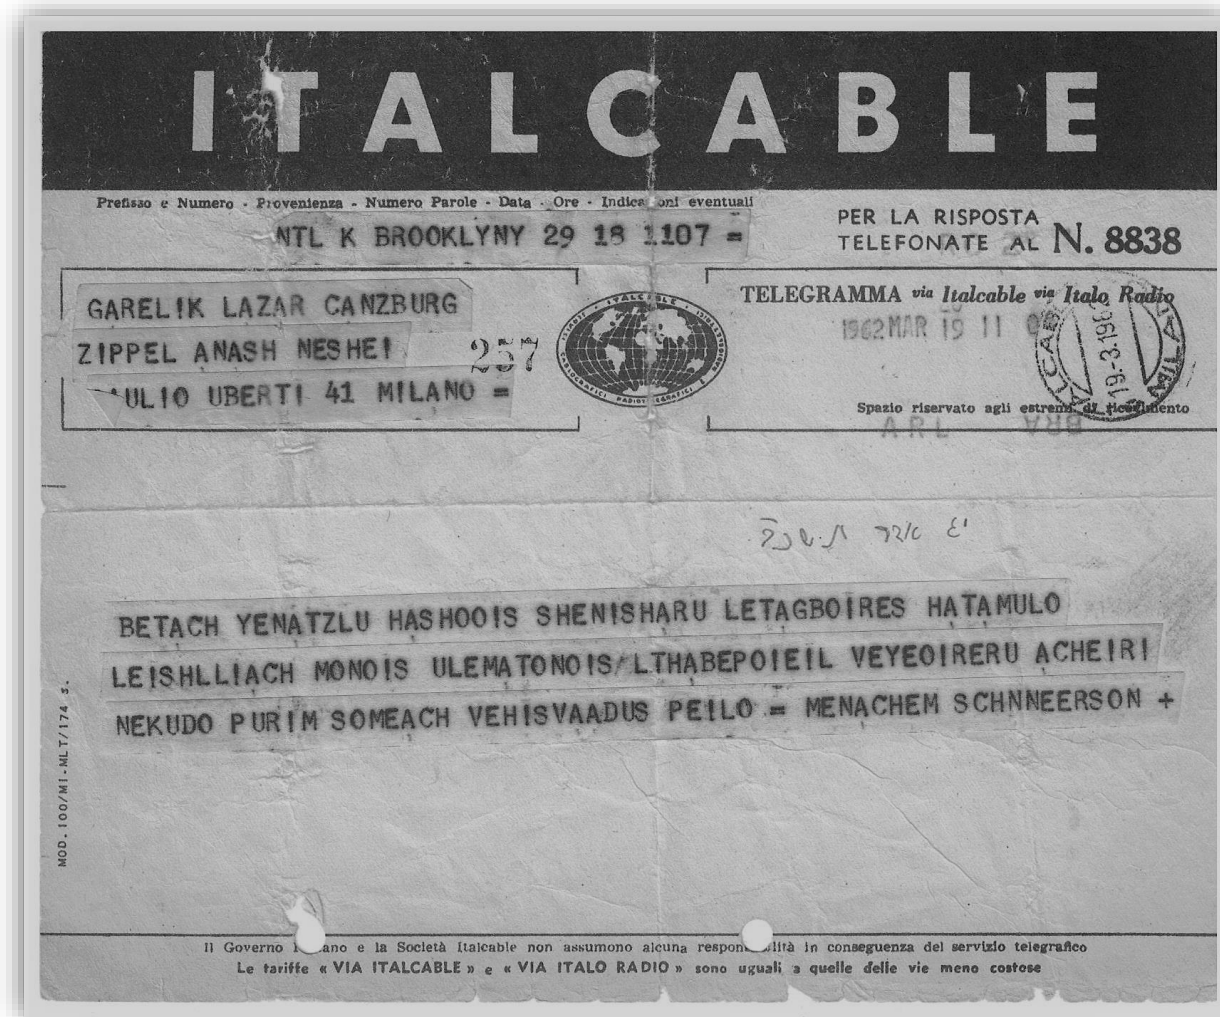 ITALCABLE
Prefisso e Numero - Provenienza - Numero Parole - Data - Ore - Indicazioni eventuali
NTL K BROOKLYNY 29 18 1107 =
PER LA RISPOSTA
TELEFONATE AL N. 8838
GARELIK LAZAR CANZBURG
ZIPPEL ANASH NESHEI
AULIO UBERTI 41 MILANO =
257
TELEGRAMMA via Italcable via Italo Radio
1962 MAR 19 11
19-3-196
Spazio riservato agli estremi di ricevimento
יג אדר תשכב
BETACH YENATZLU HASHOOIS SHENISHARU LETAGBOIRES HATAMULO
LEISHLLIACH MONOIS ULEMATONOIS/LTHABEPOIEIL VEYEOIRERU ACHEIRI
NEKUDO PURIM SOMEACH VEHISVAADUS PEILO = MENACHEM SCHNNEERSON +
MOD. 100/MI-MLT/174 s.
Il Governo Italiano e la Società Italcable non assumono alcuna responsabilità in conseguenza del servizio telegrafico
Le tariffe « VIA ITALCABLE » e « VIA ITALO RADIO » sono uguali a quelle delle vie meno costose